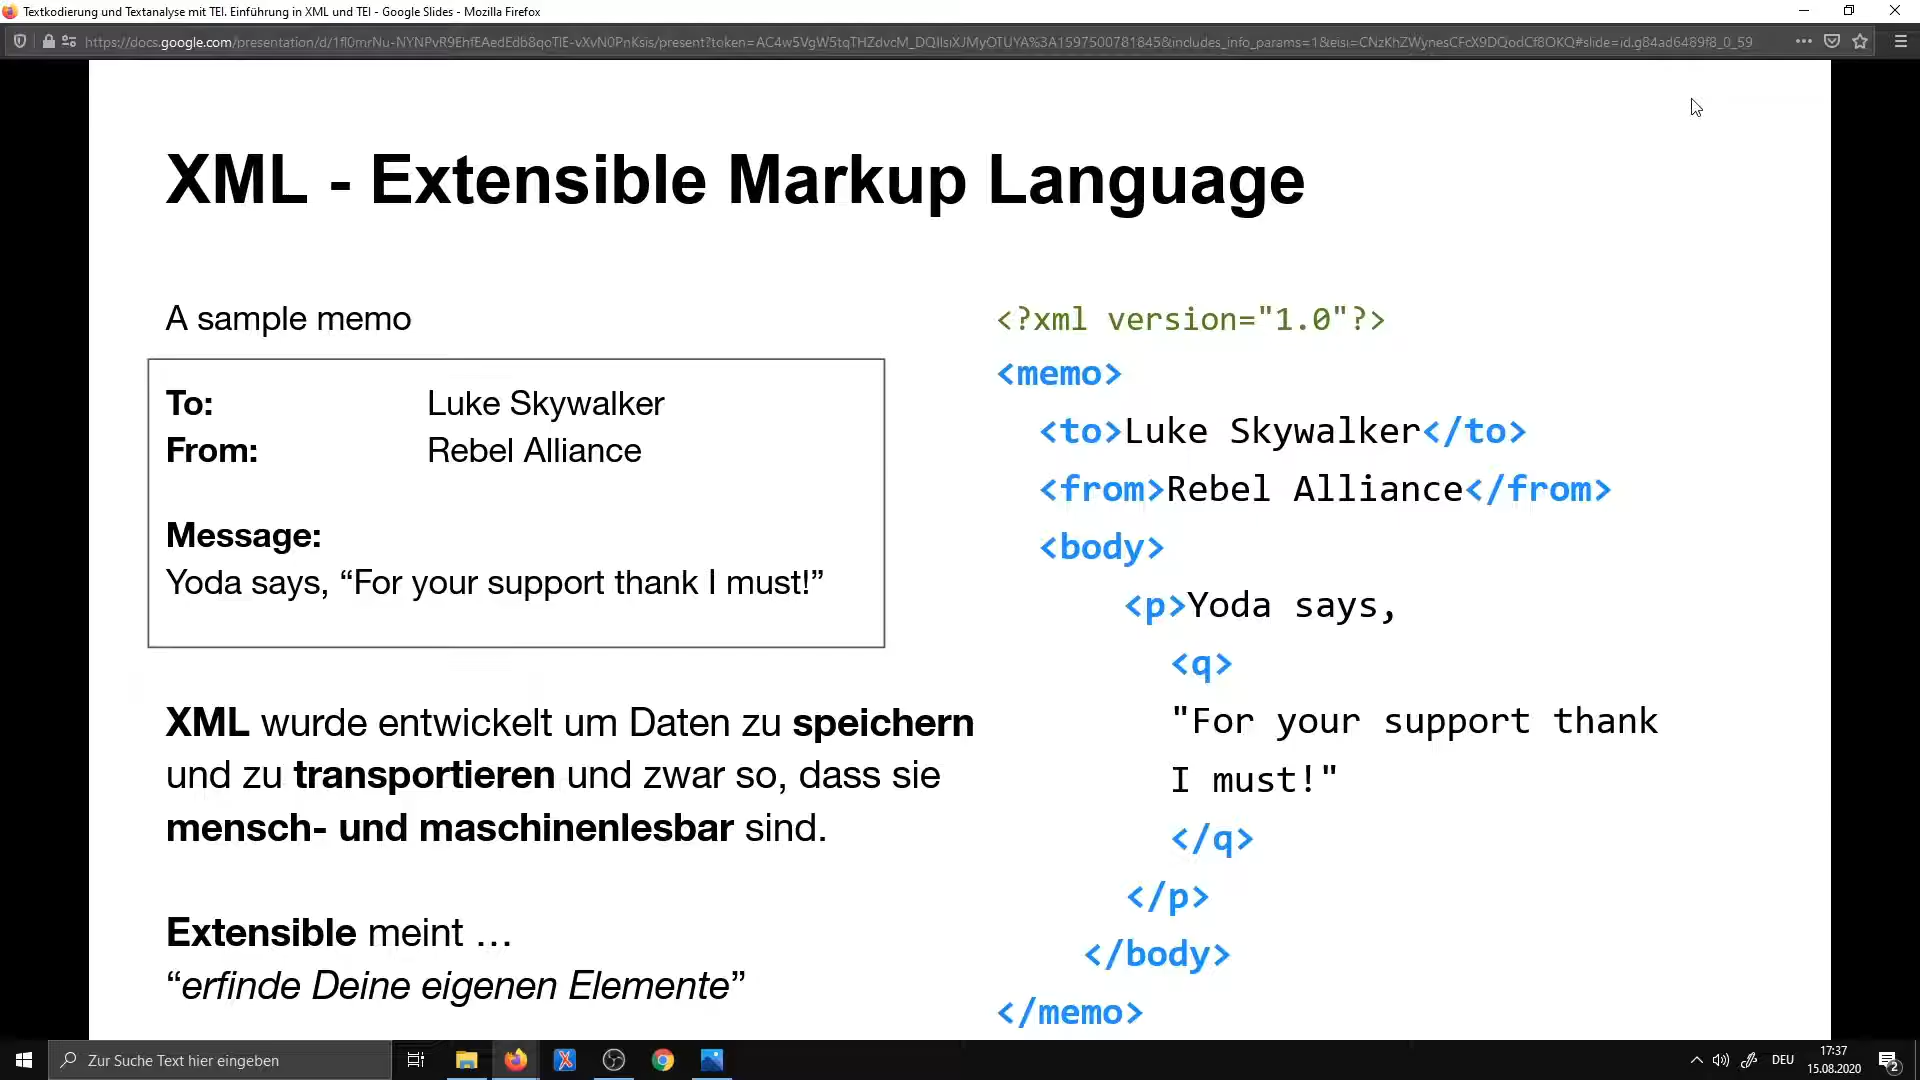 Textkodierung und Textanalyse mit TEI. Einführung in XML und TEI - Google Slides - Mozilla Firefox
XML - Extensible Markup Language
A sample memo
To: Luke Skywalker
From: Rebel Alliance
Message:
Yoda says, “For your support thank I must!”
XML wurde entwickelt um Daten zu speichern
und zu transportieren und zwar so, dass sie
mensch- und maschinenlesbar sind.
Extensible meint …
“erfinde Deine eigenen Elemente”
<?xml version="1.0"?>
<memo>
<to>Luke Skywalker</to>
<from>Rebel Alliance</from>
<body>
<p>Yoda says,
<q>
"For your support thank
I must!"
</q>
</p>
</body>
</memo>
Zur Suche Text hier eingeben
DEU
17:37
15.08.2020
2